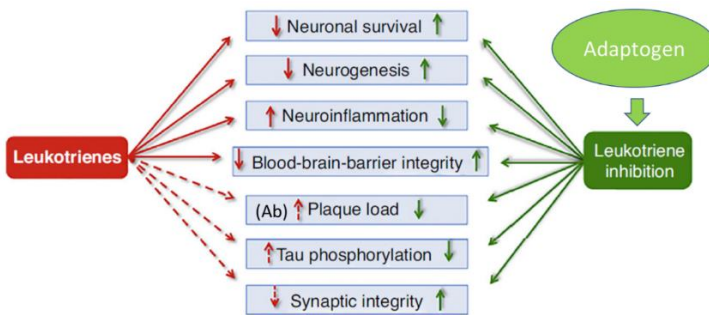 Neuronal survival
Adaptogen
Neurogenesis
Neuroinflammation
Leukotrienes
Blood-brain-barrier integrity
Leukotriene
inhibition
(Ab) Plaque load
Tau phosphorylation
Synaptic integrity